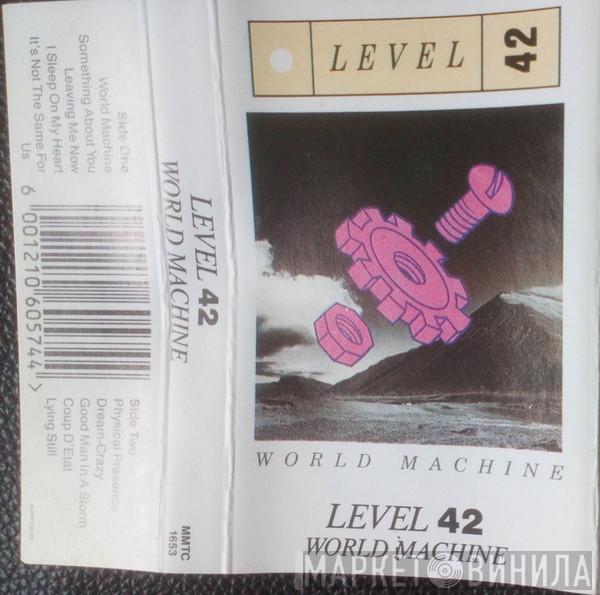 LEVEL 42
WORLD MACHINE
LEVEL 42
WORLD MACHINE
LEVEL 42
WORLD MACHINE
MMTC
1653
Side One
World Machine
Something About You
Leaving Me Now
I Sleep On My Heart
It's Not The Same For
Us
6 001210 605744 >
Side Two
Physical Presence
Dream-Crazy
Good Man In A Storm
Coup D'Etat
Lying Still
МАРКЕТ ВИНИЛА